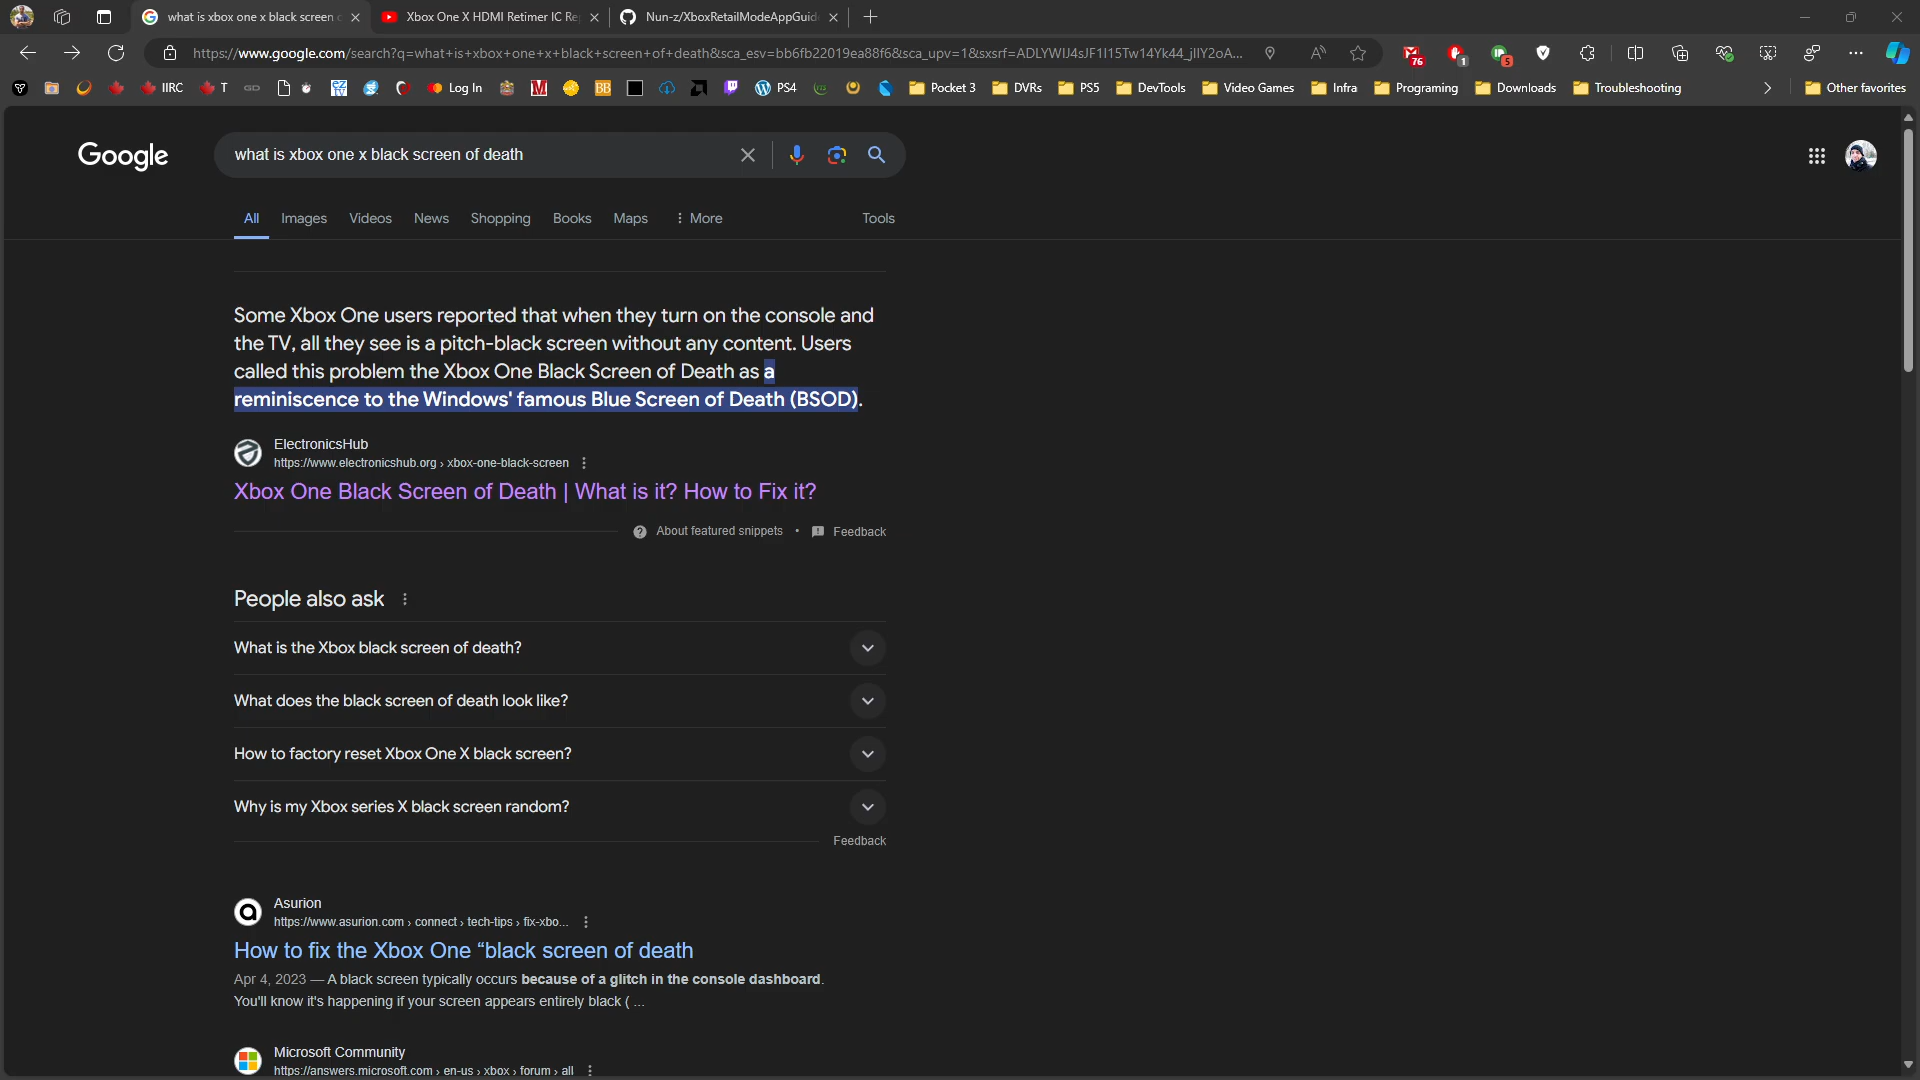 what is xbox one x black screen o
Xbox One X HDMI Retimer IC Re
Nun-z/XboxRetailModeAppGuid
https://www.google.com/search?q=what+is+xbox+one+x+black+screen+of+death&sca_esv=bb6fb22019ea88f6&sca_upv=1&sxsrf=ADLYWIJ4sJF1I15Tw14Yk44_jIIY2oA...
76
1
5
IIRC
T
Log In
M
BB
PS4
Pocket 3
DVRs
PS5
DevTools
Video Games
Infra
Programing
Downloads
Troubleshooting
Other favorites
Google
what is xbox one x black screen of death
All
Images
Videos
News
Shopping
Books
Maps
More
Tools
Some Xbox One users reported that when they turn on the console and
the TV, all they see is a pitch-black screen without any content. Users
called this problem the Xbox One Black Screen of Death as a
reminiscence to the Windows' famous Blue Screen of Death (BSOD).
ElectronicsHub
https://www.electronicshub.org › xbox-one-black-screen
Xbox One Black Screen of Death | What is it? How to Fix it?
About featured snippets • Feedback
People also ask
What is the Xbox black screen of death?
What does the black screen of death look like?
How to factory reset Xbox One X black screen?
Why is my Xbox series X black screen random?
Feedback
Asurion
https://www.asurion.com › connect › tech-tips › fix-xbo...
How to fix the Xbox One “black screen of death
Apr 4, 2023 — A black screen typically occurs because of a glitch in the console dashboard.
You'll know it's happening if your screen appears entirely black ( ...
Microsoft Community
https://answers.microsoft.com › en-us › xbox › forum › all